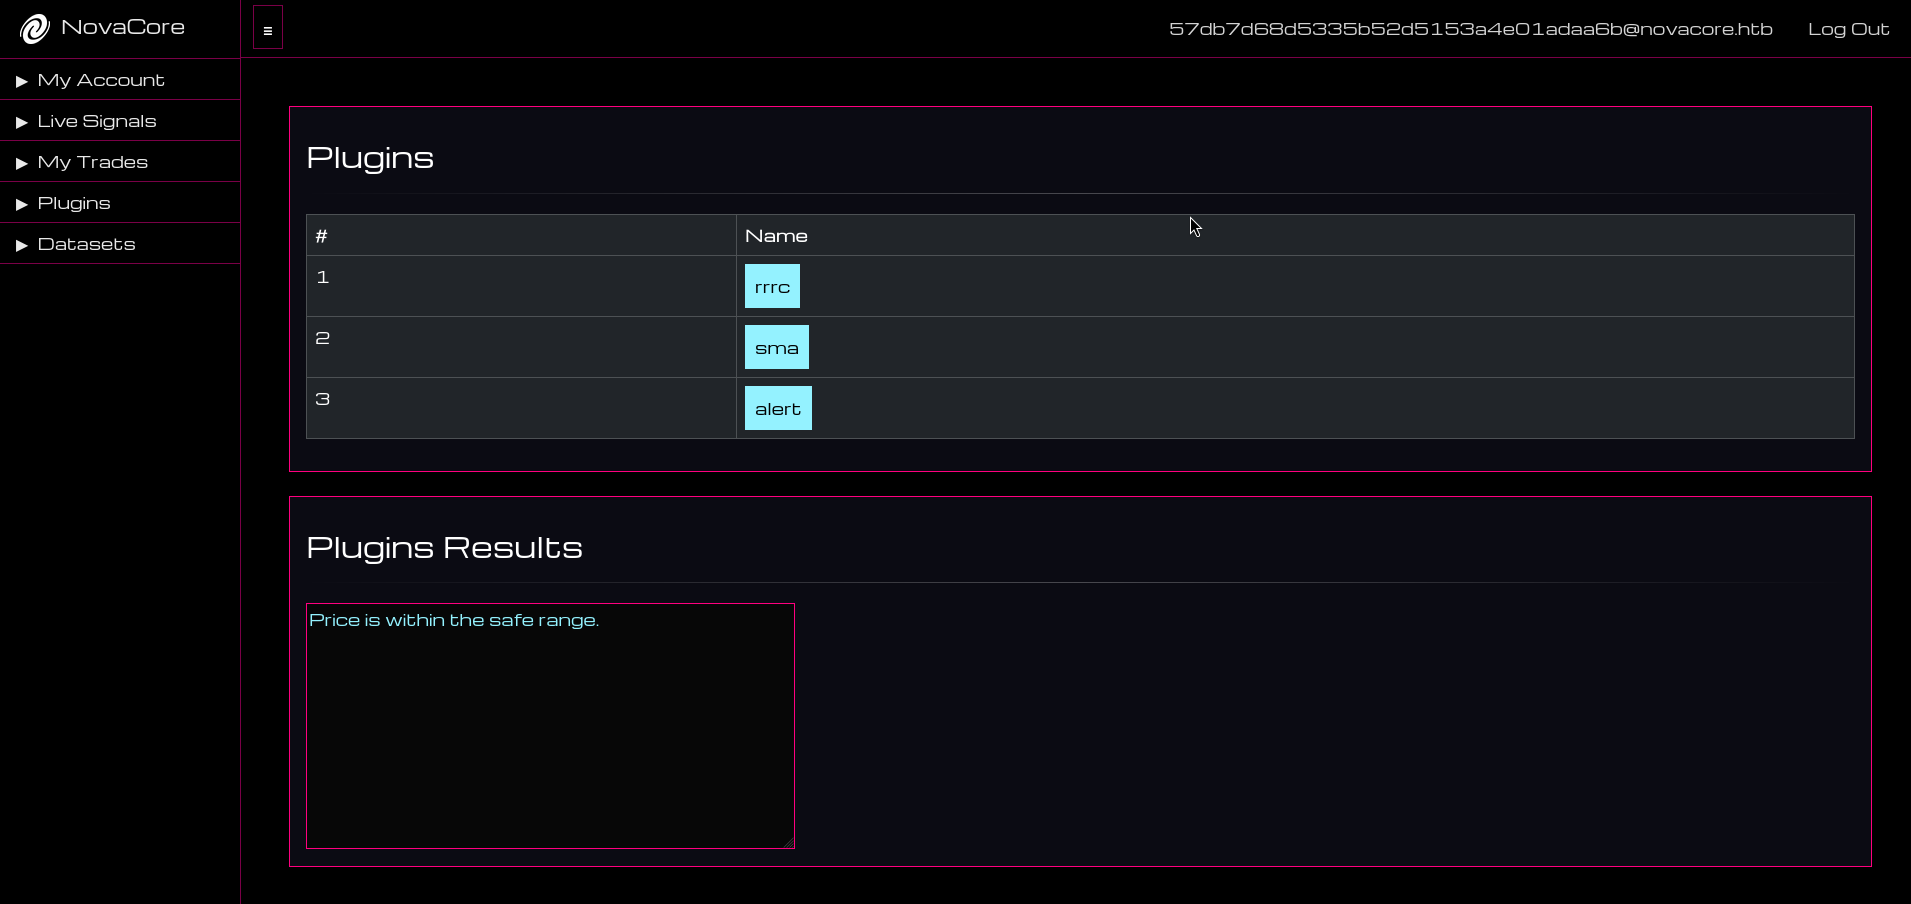 NovaCore
≡
57db7d68d5335b52d5153a4e01adaa6b@novacore.htb
Log Out
▶ My Account
▶ Live Signals
▶ My Trades
▶ Plugins
▶ Datasets
Plugins
# Name
1 rrrc
2 sma
3 alert
Plugins Results
Price is within the safe range.